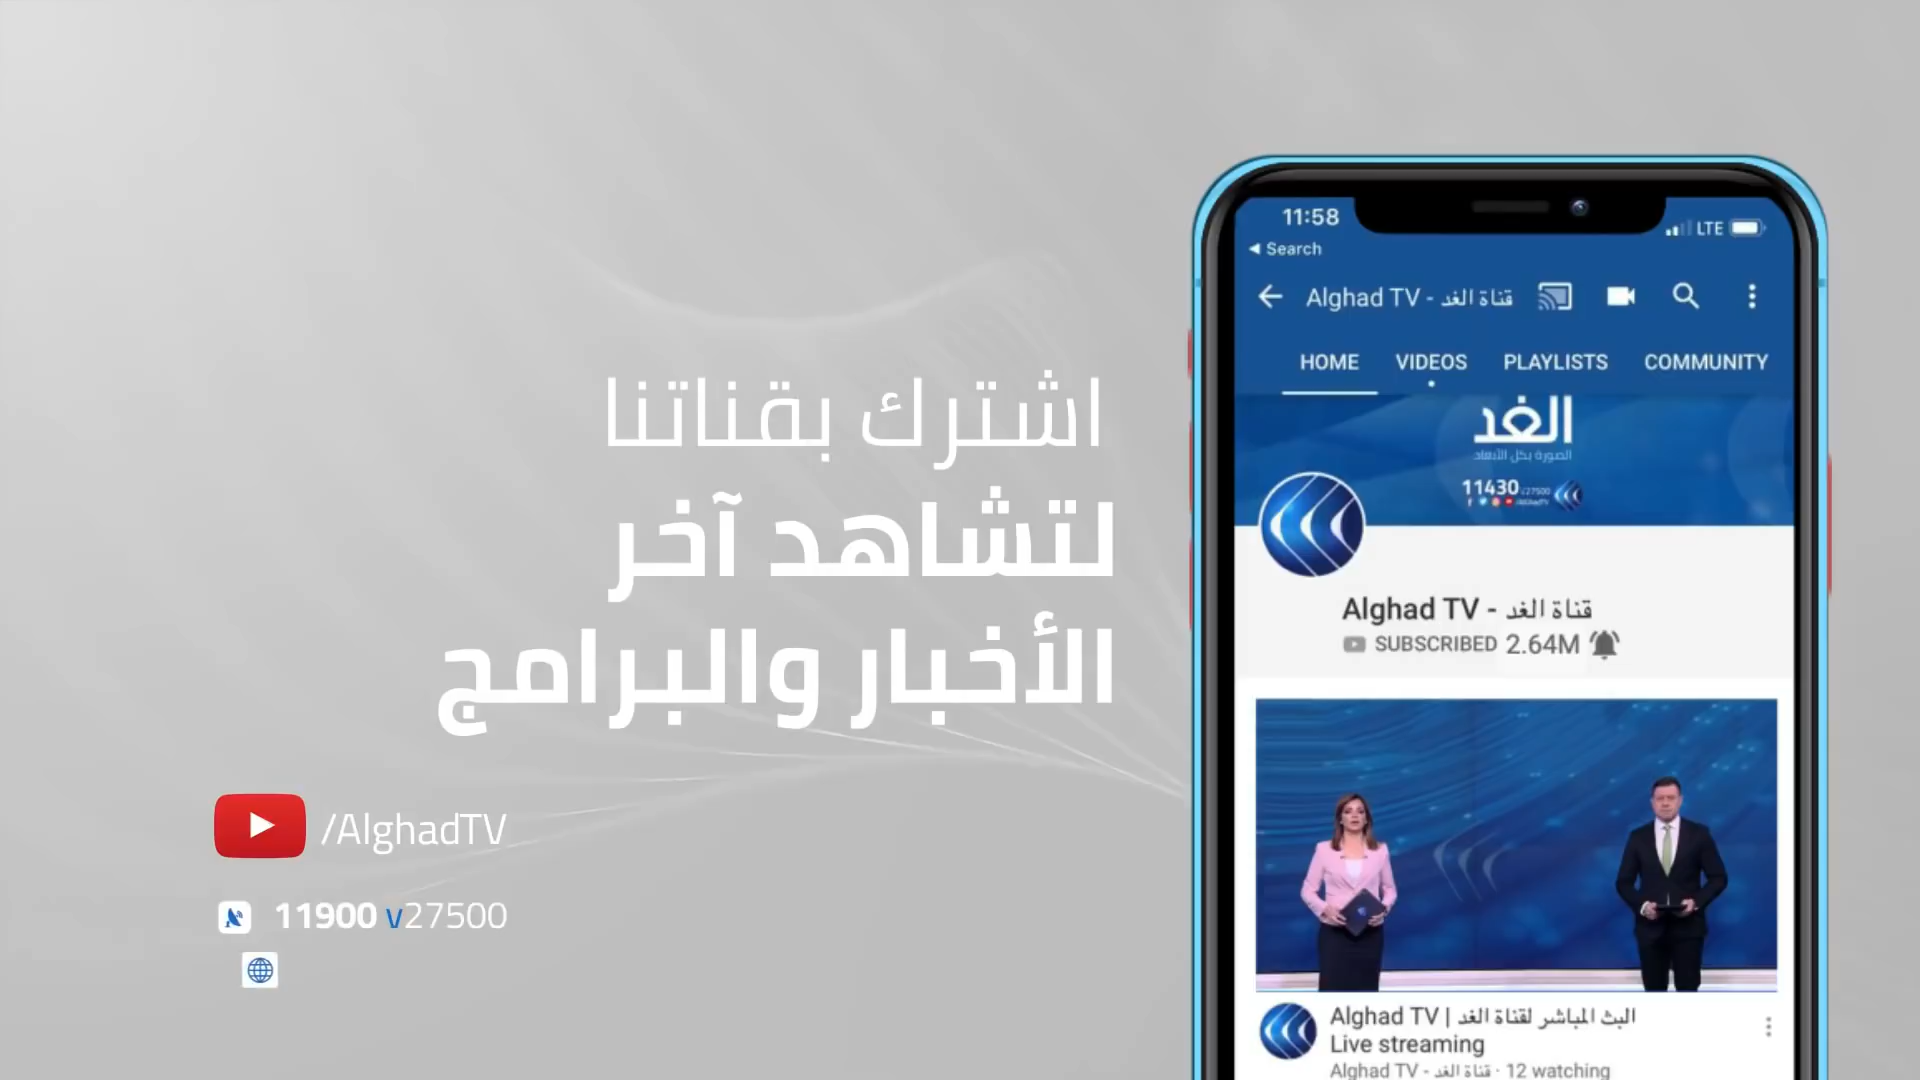 اشترك بقناتنا
لتشاهد آخر
الأخبار والبرامج
/AlghadTV
11900 v27500
11:58
LTE
Search
Alghad TV - قناة الغد
HOME VIDEOS PLAYLISTS COMMUNITY
الغد
الصورة بكل الأبعاد
11430 v27500
/AlghadTV
Alghad TV - قناة الغد
SUBSCRIBED 2.64M
Alghad TV | البث المباشر لقناة الغد
Live streaming
Alghad TV - قناة الغد · 12 watching